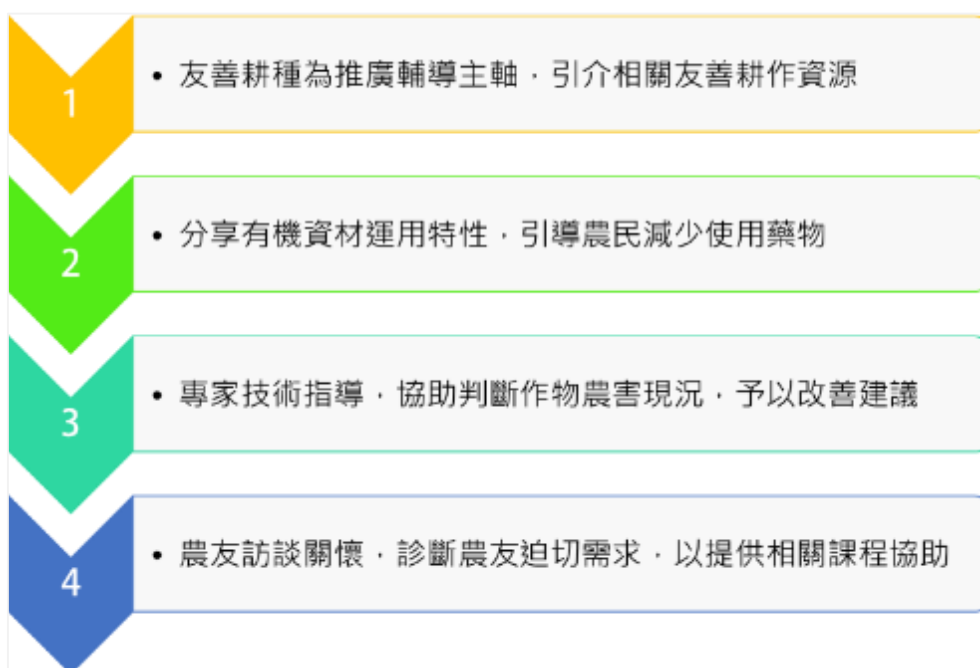 1
• 友善耕種為推廣輔導主軸，引介相關友善耕作資源
2
• 分享有機資材運用特性，引導農民減少使用藥物
3
• 專家技術指導，協助判斷作物農害現況，予以改善建議
4
• 農友訪談關懷，診斷農友迫切需求，以提供相關課程協助